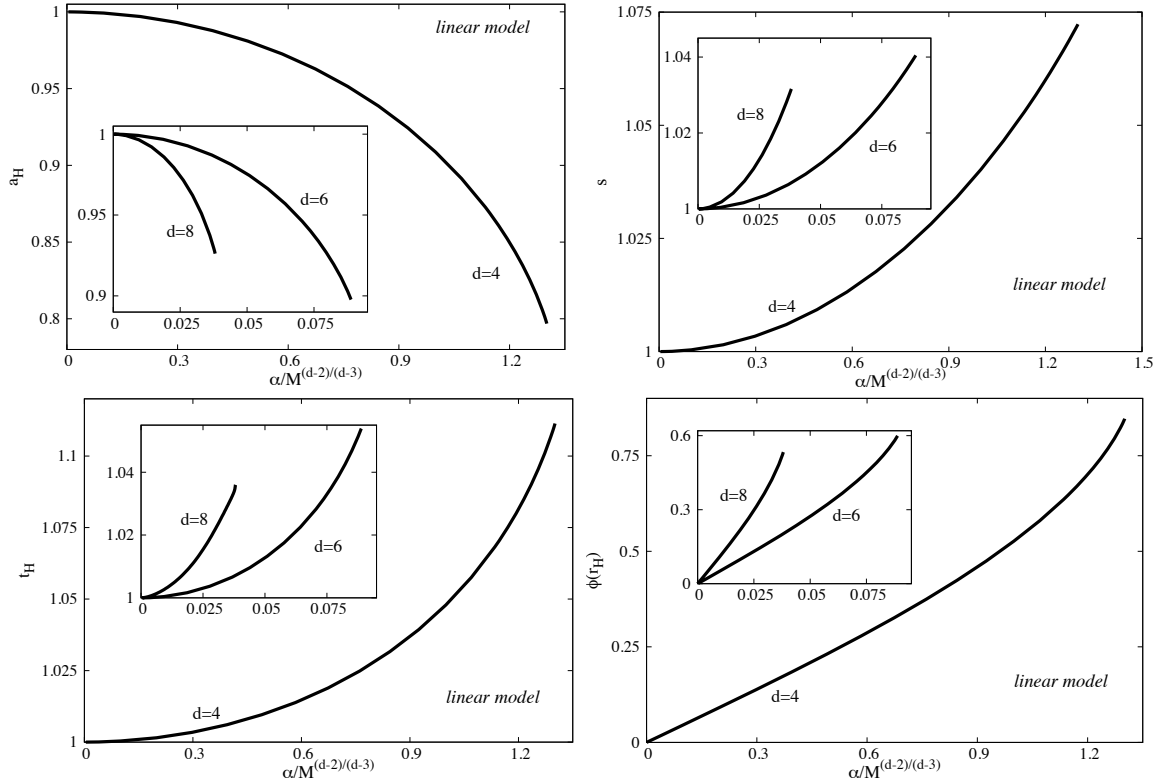 linear model
a_H
1
0.95
0.9
0.85
0.8
0 0.3 0.6 0.9 1.2
α/M^(d-2)/(d-3)
d=4
1
0.95
0.9
0 0.025 0.05 0.075
d=8
d=6
1.075
1.05
1.025
1
s
0 0.3 0.6 0.9 1.2 1.5
α/M^(d-2)/(d-3)
d=4
linear model
1.04
1.02
1
0.025 0.05 0.075
d=8
d=6
1.1
1.075
1.05
1.025
1
t_H
0 0.3 0.6 0.9 1.2
α/M^(d-2)/(d-3)
d=4
linear model
1.04
1.02
1
0 0.025 0.05 0.075
d=8
d=6
0.75
0.5
0.25
0
ϕ(r_H)
0 0.3 0.6 0.9 1.2
α/M^(d-2)/(d-3)
d=4
linear model
0.6
0.3
0
0 0.025 0.05 0.075
d=8
d=6